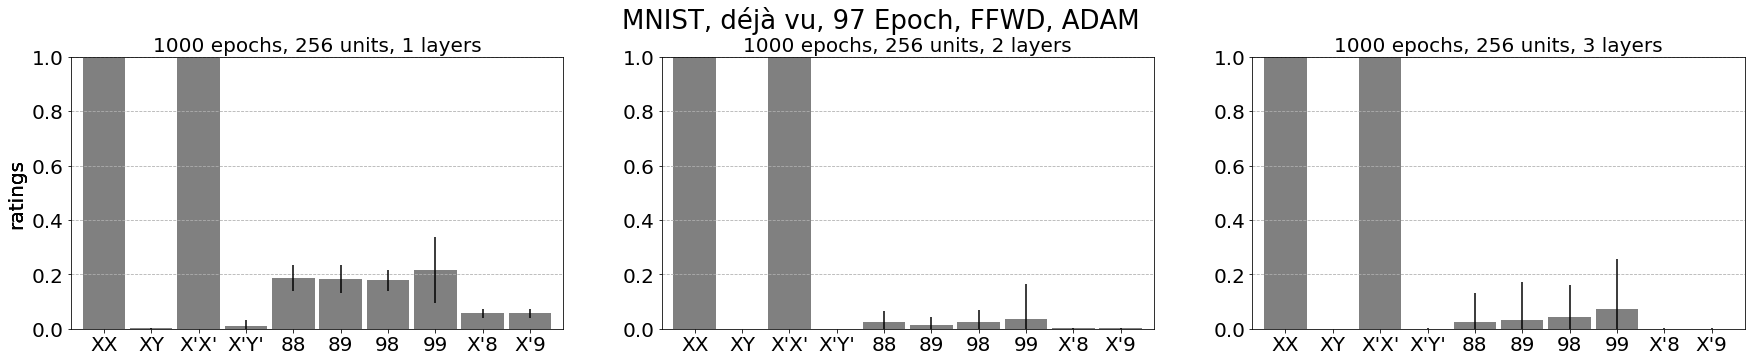 MNIST, déjà vu, 97 Epoch, FFWD, ADAM
1000 epochs, 256 units, 1 layers
1.0
0.8
0.6
0.4
0.2
0.0
ratings
XX XY X'X' X'Y' 88 89 98 99 X'8 X'9
1000 epochs, 256 units, 2 layers
1.0
0.8
0.6
0.4
0.2
0.0
XX XY X'X' X'Y' 88 89 98 99 X'8 X'9
1000 epochs, 256 units, 3 layers
1.0
0.8
0.6
0.4
0.2
0.0
XX XY X'X' X'Y' 88 89 98 99 X'8 X'9